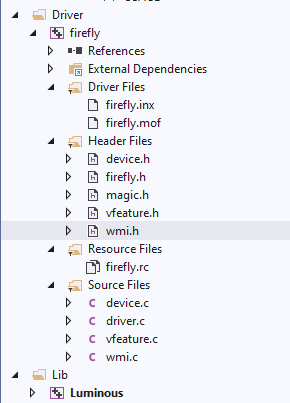 Driver
firefly
References
External Dependencies
Driver Files
firefly.inx
firefly.mof
Header Files
device.h
firefly.h
magic.h
vfeature.h
wmi.h
Resource Files
firefly.rc
Source Files
device.c
driver.c
vfeature.c
wmi.c
Lib
Luminous